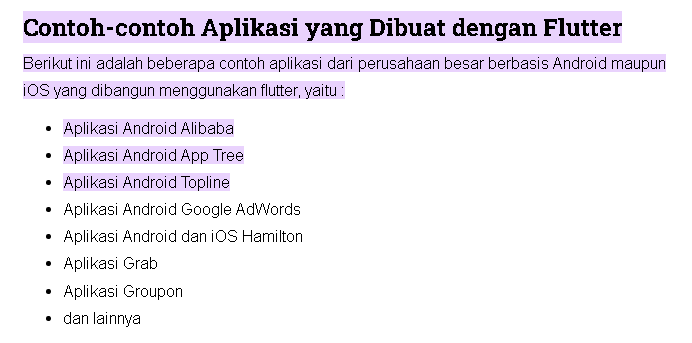 Contoh-contoh Aplikasi yang Dibuat dengan Flutter
Berikut ini adalah beberapa contoh aplikasi dari perusahaan besar berbasis Android maupun
iOS yang dibangun menggunakan flutter, yaitu :
• Aplikasi Android Alibaba
• Aplikasi Android App Tree
• Aplikasi Android Topline
• Aplikasi Android Google AdWords
• Aplikasi Android dan iOS Hamilton
• Aplikasi Grab
• Aplikasi Groupon
• dan lainnya